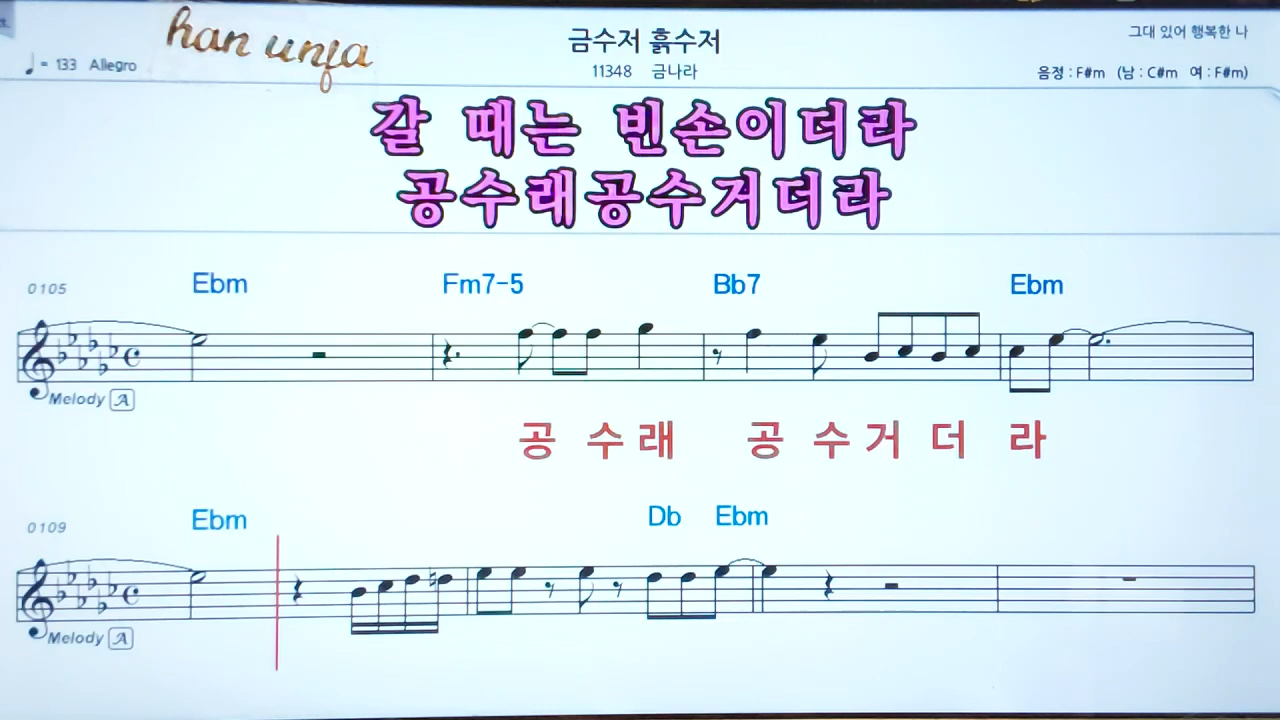 han unja
금수저 흙수저
그대 있어 행복한 나
♩= 133 Allegro
11348 금나라
음정 : F#m (남 : C#m 여 : F#m)
갈 때는 빈손이더라
공수래공수거더라
0105 Ebm Fm7-5 Bb7 Ebm
Melody A
공 수 래 공 수 거 더 라
0109 Ebm Db Ebm
Melody A